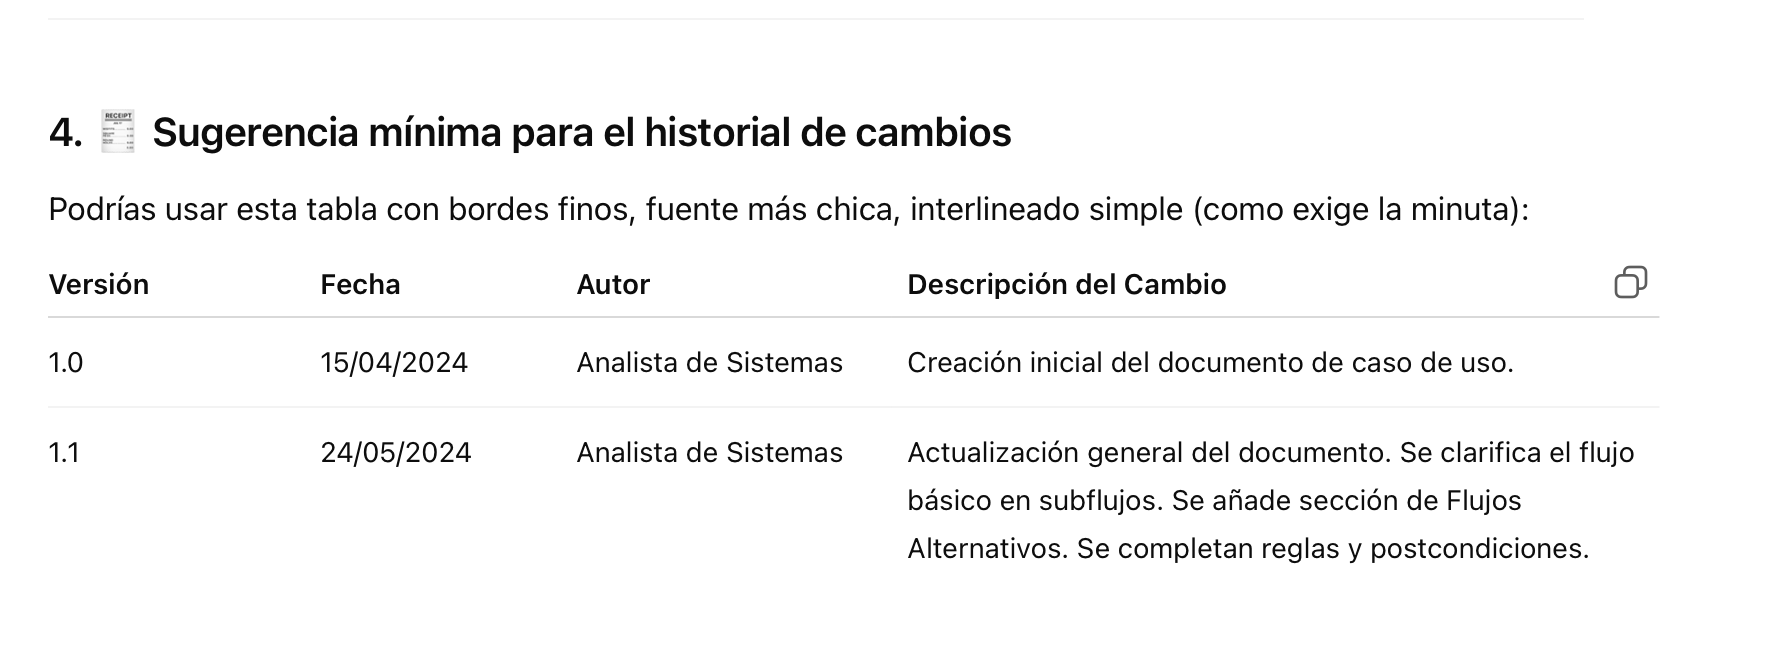 4. 🧾 Sugerencia mínima para el historial de cambios
Podrías usar esta tabla con bordes finos, fuente más chica, interlineado simple (como exige la minuta):
Versión Fecha Autor Descripción del Cambio
1.0 15/04/2024 Analista de Sistemas Creación inicial del documento de caso de uso.
1.1 24/05/2024 Analista de Sistemas Actualización general del documento. Se clarifica el flujo
básico en subflujos. Se añade sección de Flujos
Alternativos. Se completan reglas y postcondiciones.